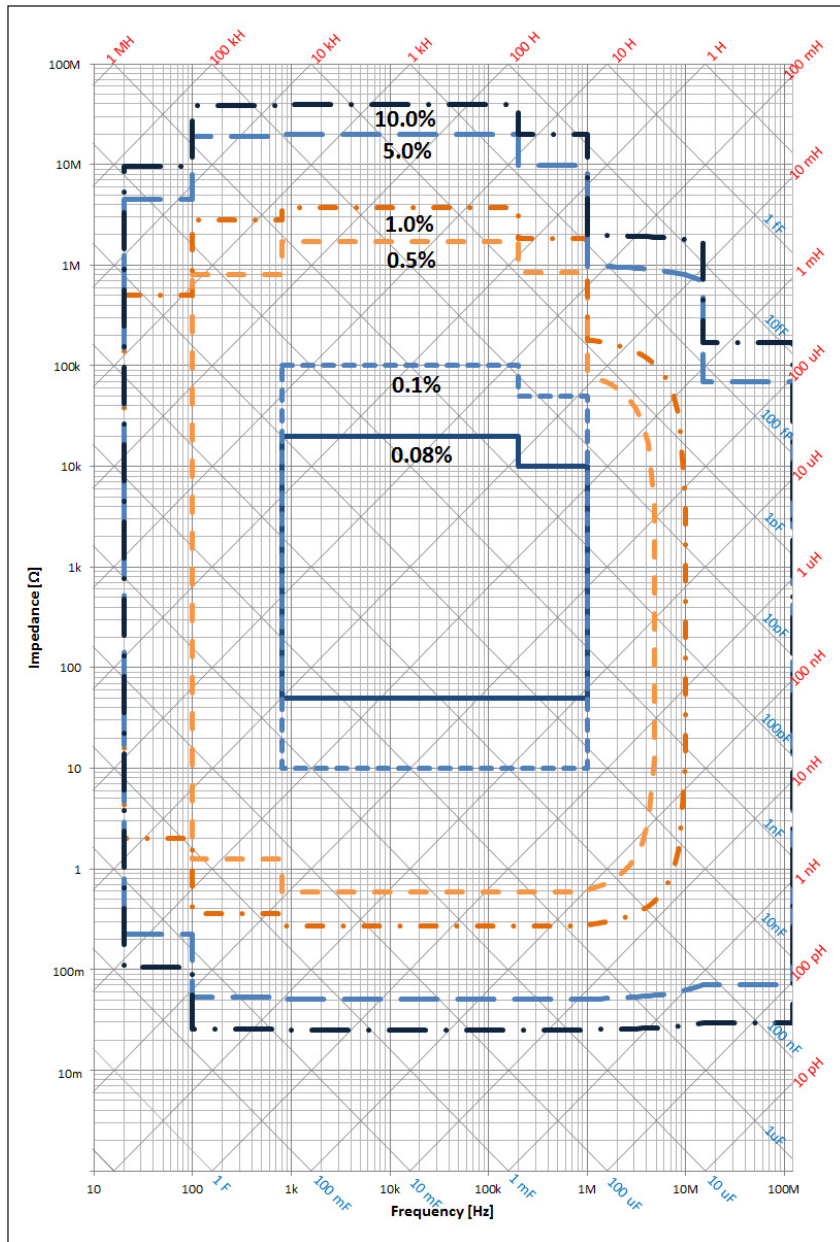 1 MH
100 kH
10 kH
1 kH
100 H
10 H
1 H
100 mH
100M
10.0%
5.0%
10M
10 mH
1.0%
1 fF
0.5%
1M
1 mH
10fF
100k
0.1%
100 uH
100 fF
0.08%
10k
10 uH
1pF
1k
1 uH
10pF
Impedance [Ω]
100
100 nH
100pF
10
10 nH
1nF
1
1 nH
10nF
100m
100 pH
100 nF
10m
10 pH
1uF
10
100
1 F
1k
100 mF
10k
10 mF
100k
1 mF
1M
100 uF
10M
10 uF
100M
Frequency [Hz]